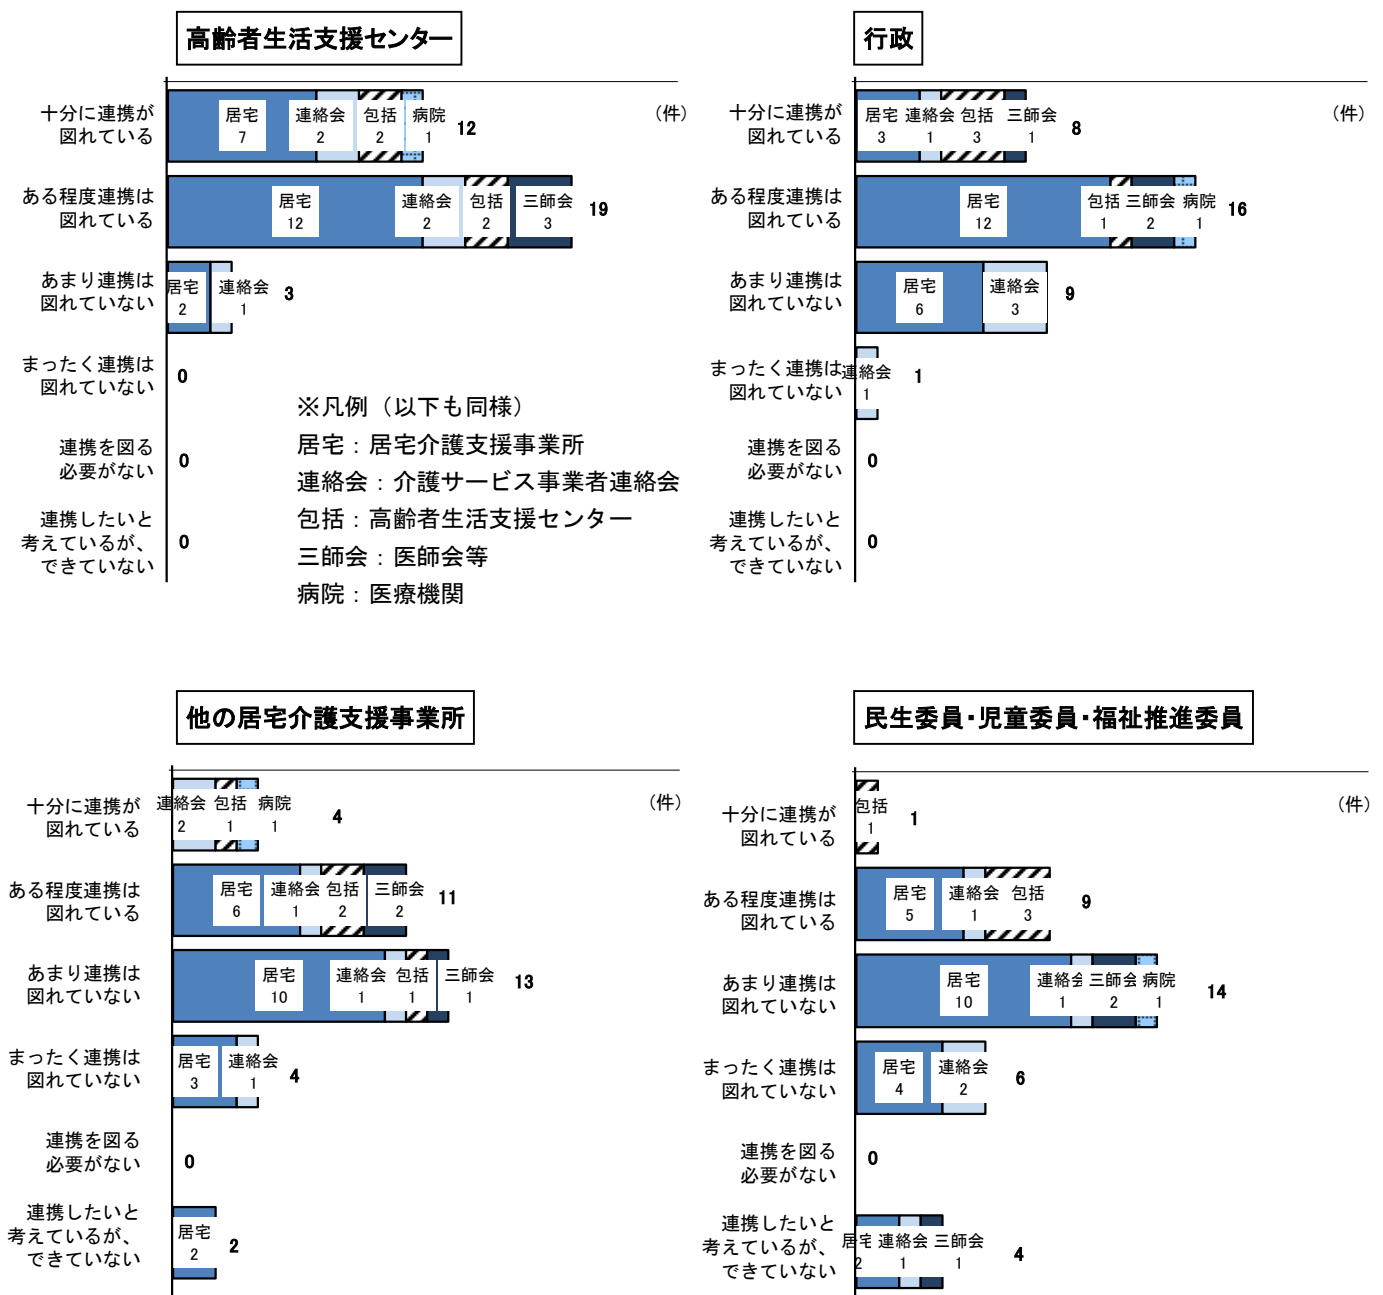 高齢者生活支援センター
(件)
十分に連携が
図れている
居宅 連絡会 包括 病院
7 2 2 1
12
ある程度連携は
図れている
居宅 連絡会 包括 三師会
12 2 2 3
19
あまり連携は
図れていない
居宅 連絡会
2 1
3
まったく連携は
図れていない
0
連携を図る
必要がない
0
連携したいと
考えているが、
できていない
0
※凡例（以下も同様）
居宅：居宅介護支援事業所
連絡会：介護サービス事業者連絡会
包括：高齢者生活支援センター
三師会：医師会等
病院：医療機関
行政
(件)
十分に連携が
図れている
居宅 連絡会 包括 三師会
3 1 3 1
8
ある程度連携は
図れている
居宅 包括 三師会 病院
12 1 2 1
16
あまり連携は
図れていない
居宅 連絡会
6 3
9
まったく連携は
図れていない
連絡会
1
1
連携を図る
必要がない
0
連携したいと
考えているが、
できていない
0
他の居宅介護支援事業所
(件)
十分に連携が
図れている
連絡会 包括 病院
2 1 1
4
ある程度連携は
図れている
居宅 連絡会 包括 三師会
6 1 2 2
11
あまり連携は
図れていない
居宅 連絡会 包括 三師会
10 1 1 1
13
まったく連携は
図れていない
居宅 連絡会
3 1
4
連携を図る
必要がない
0
連携したいと
考えているが、
できていない
居宅
2
2
民生委員・児童委員・福祉推進委員
(件)
十分に連携が
図れている
包括
1
1
ある程度連携は
図れている
居宅 連絡会 包括
5 1 3
9
あまり連携は
図れていない
居宅 連絡会 三師会 病院
10 1 2 1
14
まったく連携は
図れていない
居宅 連絡会
4 2
6
連携を図る
必要がない
0
連携したいと
考えているが、
できていない
居宅 連絡会 三師会
2 1 1
4